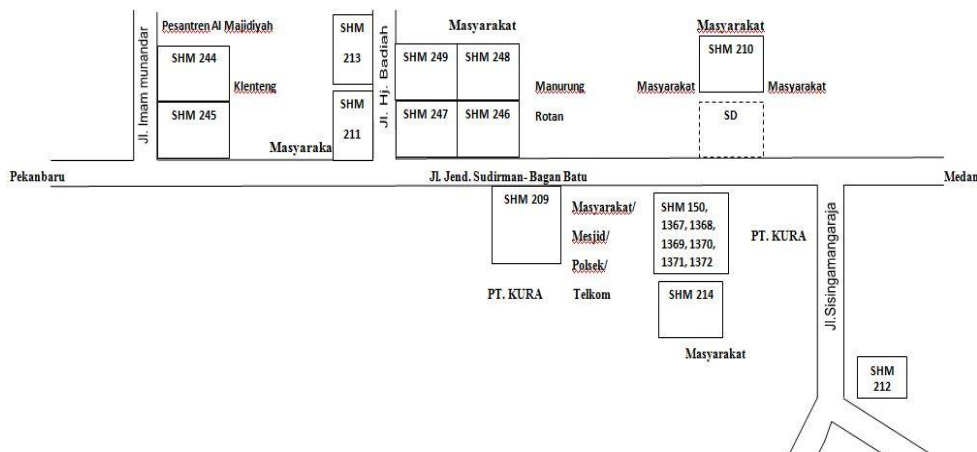 Pesantren Al Majidiyah
Jl. Imam munandar
SHM 244
SHM 245
Klenteng
Masyaraka
SHM
213
SHM
211
Jl. Hj. Badiah
Masyarakat
SHM 249
SHM 248
SHM 247
SHM 246
Manurung
Rotan
Masyarakat
SHM 210
Masyarakat
Masyarakat
SD
Pekanbaru
Jl. Jend. Sudirman- Bagan Batu
Medan
SHM 209
Masyarakat/
Mesjid/
Polsek/
Telkom
PT. KURA
SHM 150,
1367, 1368,
1369, 1370,
1371, 1372
PT. KURA
SHM 214
Masyarakat
Jl.Sisingamangaraja
SHM
212